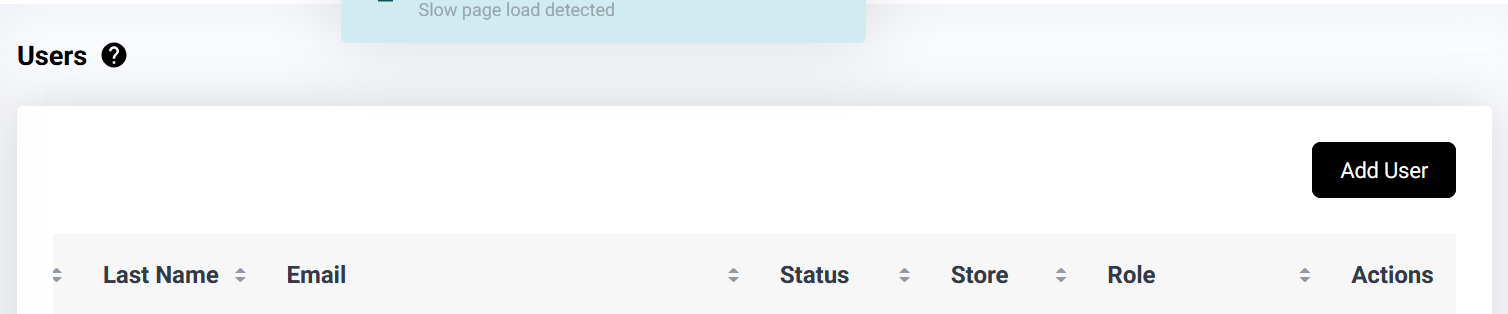 Slow page load detected
Users
Add User
Last Name Email Status Store Role Actions